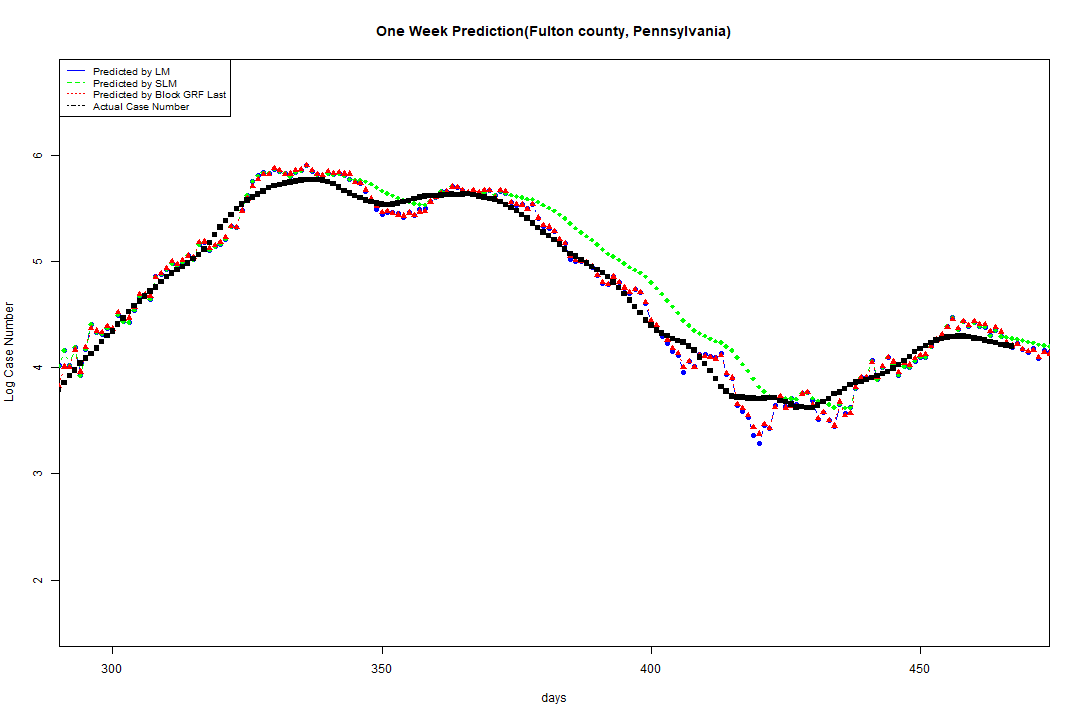 One Week Prediction(Fulton county, Pennsylvania)
Predicted by LM
Predicted by SLM
Predicted by Block GRF Last
Actual Case Number
6
5
4
3
2
Log Case Number
300 350 400 450
days